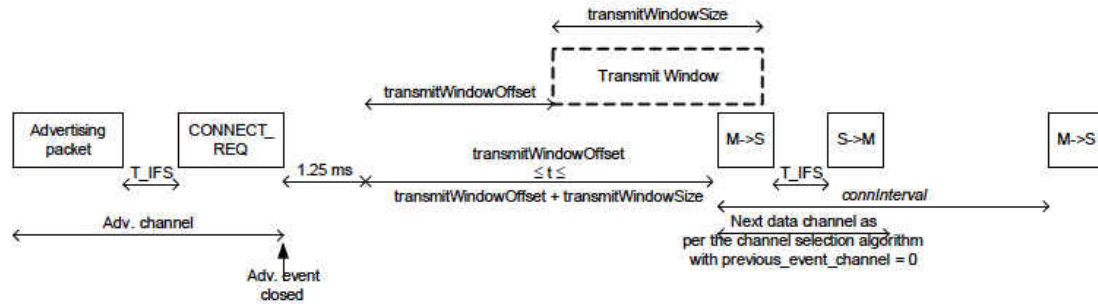 transmitWindowSize
Transmit Window
transmitWindowOffset
Advertising
packet
CONNECT_
REQ
M->S
S->M
M->S
T_IFS
1.25 ms
transmitWindowOffset
≤ t ≤
transmitWindowOffset + transmitWindowSize
T_IFS
connInterval
Adv. channel
Next data channel as
per the channel selection algorithm
with previous_event_channel = 0
Adv. event
closed